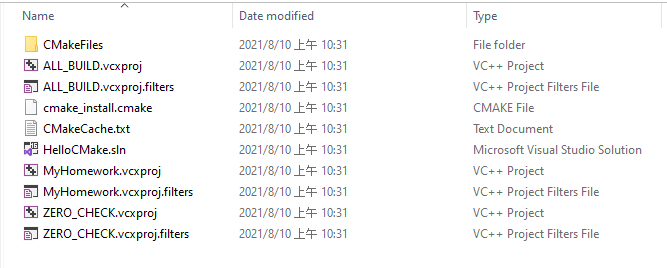 Name Date modified Type
CMakeFiles 2021/8/10 上午 10:31 File folder
ALL_BUILD.vcxproj 2021/8/10 上午 10:31 VC++ Project
ALL_BUILD.vcxproj.filters 2021/8/10 上午 10:31 VC++ Project Filters File
cmake_install.cmake 2021/8/10 上午 10:31 CMAKE File
CMakeCache.txt 2021/8/10 上午 10:31 Text Document
HelloCMake.sln 2021/8/10 上午 10:31 Microsoft Visual Studio Solution
MyHomework.vcxproj 2021/8/10 上午 10:31 VC++ Project
MyHomework.vcxproj.filters 2021/8/10 上午 10:31 VC++ Project Filters File
ZERO_CHECK.vcxproj 2021/8/10 上午 10:31 VC++ Project
ZERO_CHECK.vcxproj.filters 2021/8/10 上午 10:31 VC++ Project Filters File